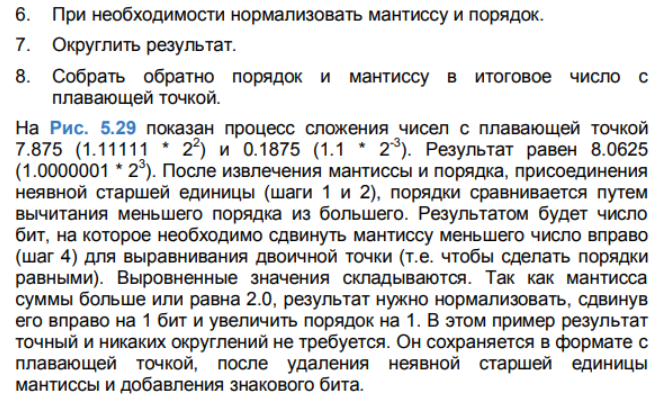 6. При необходимости нормализовать мантиссу и порядок.
7. Округлить результат.
8. Собрать обратно порядок и мантиссу в итоговое число с
плавающей точкой.
На Рис. 5.29 показан процесс сложения чисел с плавающей точкой
7.875 (1.11111 * 2²) и 0.1875 (1.1 * 2⁻³). Результат равен 8.0625
(1.0000001 * 2³). После извлечения мантиссы и порядка, присоединения
неявной старшей единицы (шаги 1 и 2), порядки сравнивается путем
вычитания меньшего порядка из большего. Результатом будет число
бит, на которое необходимо сдвинуть мантиссу меньшего число вправо
(шаг 4) для выравнивания двоичной точки (т.е. чтобы сделать порядки
равными). Выровненные значения складываются. Так как мантисса
суммы больше или равна 2.0, результат нужно нормализовать, сдвинув
его вправо на 1 бит и увеличить порядок на 1. В этом пример результат
точный и никаких округлений не требуется. Он сохраняется в формате с
плавающей точкой, после удаления неявной старшей единицы
мантиссы и добавления знакового бита.